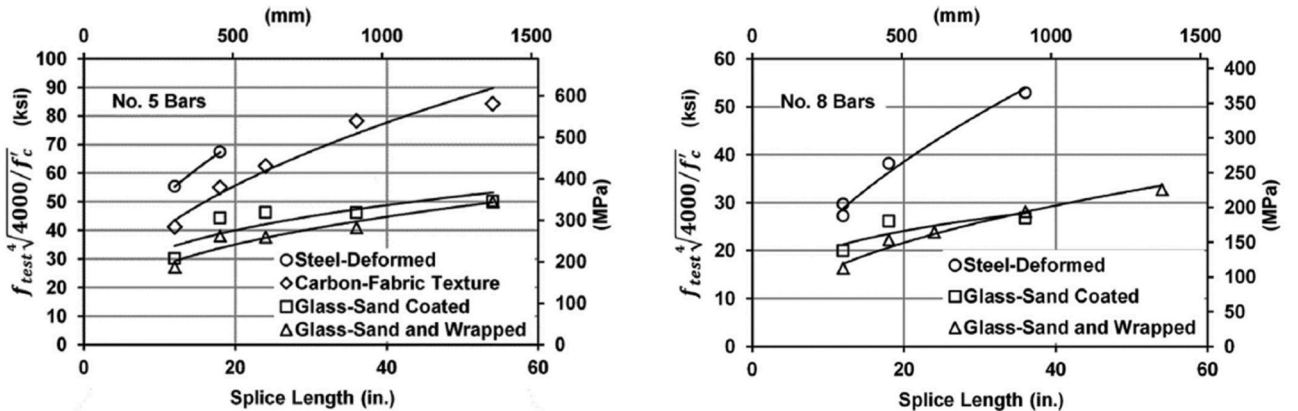 (mm)
0 500 1000 1500
100
90
80
70
60
50
40
30
20
10
0
f_test ⁴√4000/f′c (ksi)
600
500
400
300
200
100
0
(MPa)
No. 5 Bars
Steel-Deformed
Carbon-Fabric Texture
Glass-Sand Coated
Glass-Sand and Wrapped
0 20 40 60
Splice Length (in.)
(mm)
0 500 1000 1500
60
50
40
30
20
10
0
f_test ⁴√4000/f′c (ksi)
400
350
300
250
200
150
100
50
0
(MPa)
No. 8 Bars
Steel-Deformed
Glass-Sand Coated
Glass-Sand and Wrapped
0 20 40 60
Splice Length (in.)